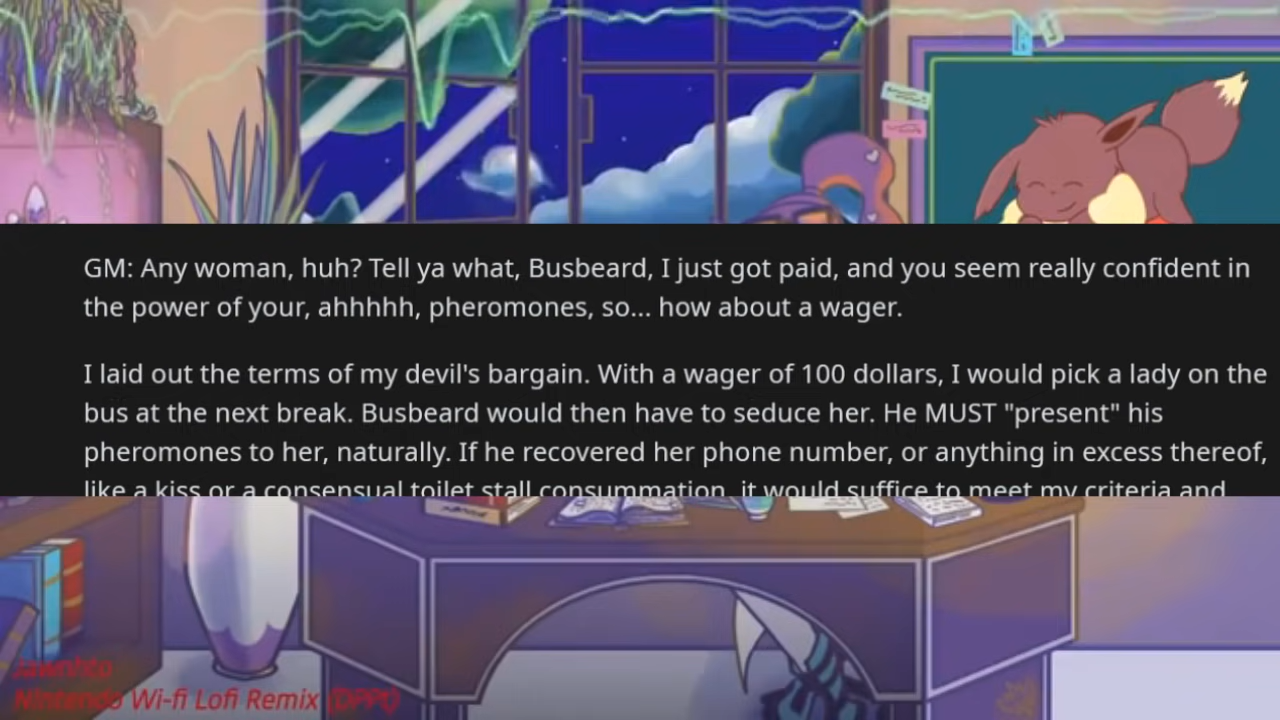 GM: Any woman, huh? Tell ya what, Busbeard, I just got paid, and you seem really confident in
the power of your, ahhhhh, pheromones, so... how about a wager.
I laid out the terms of my devil's bargain. With a wager of 100 dollars, I would pick a lady on the
bus at the next break. Busbeard would then have to seduce her. He MUST "present" his
pheromones to her, naturally. If he recovered her phone number, or anything in excess thereof,
like a kiss or a consensual toilet stall consummation, it would suffice to meet my criteria and
Jawnhto
Nintendo Wi-fi Lofi Remix (DPPt)